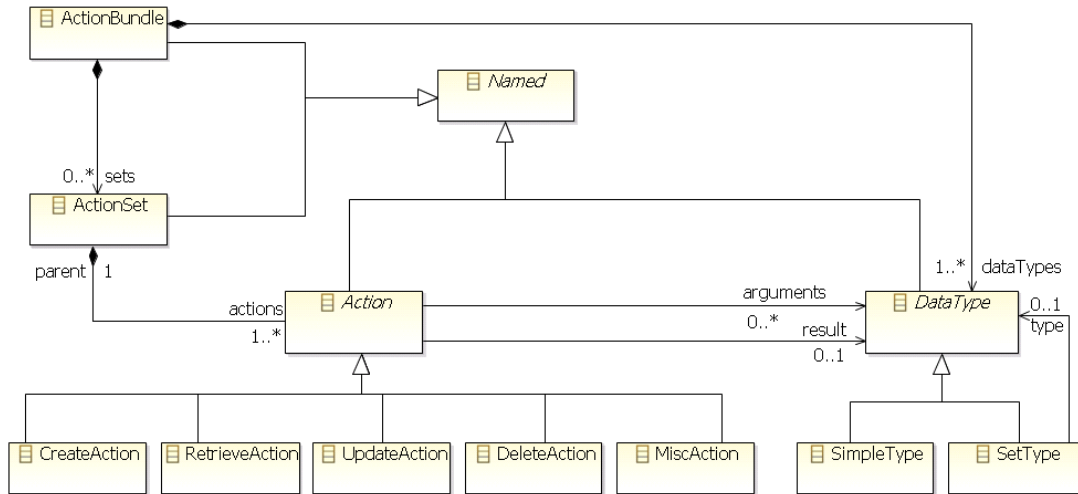 ActionBundle
Named
0..* sets
ActionSet
parent 1
1..* dataTypes
actions
1..*
Action
arguments
0..*
result
0..1
DataType
0..1
type
CreateAction
RetrieveAction
UpdateAction
DeleteAction
MiscAction
SimpleType
SetType